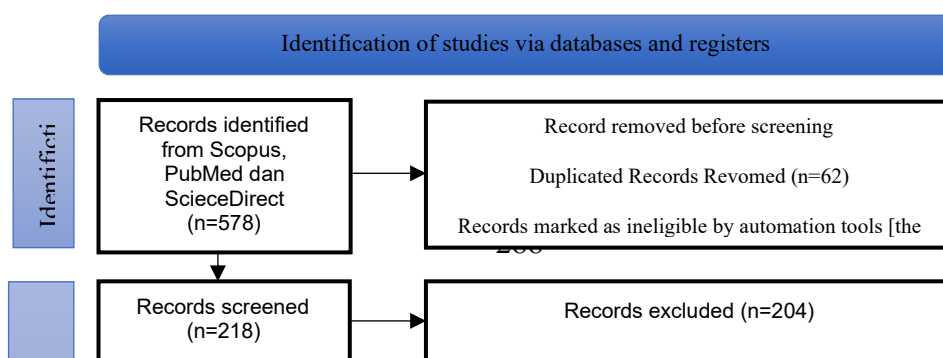 Identification of studies via databases and registers
Identificti
Records identified
from Scopus,
PubMed dan
ScieceDirect
(n=578)
Record removed before screening
Duplicated Records Revomed (n=62)
Records marked as ineligible by automation tools [the
Records screened
(n=218)
Records excluded (n=204)